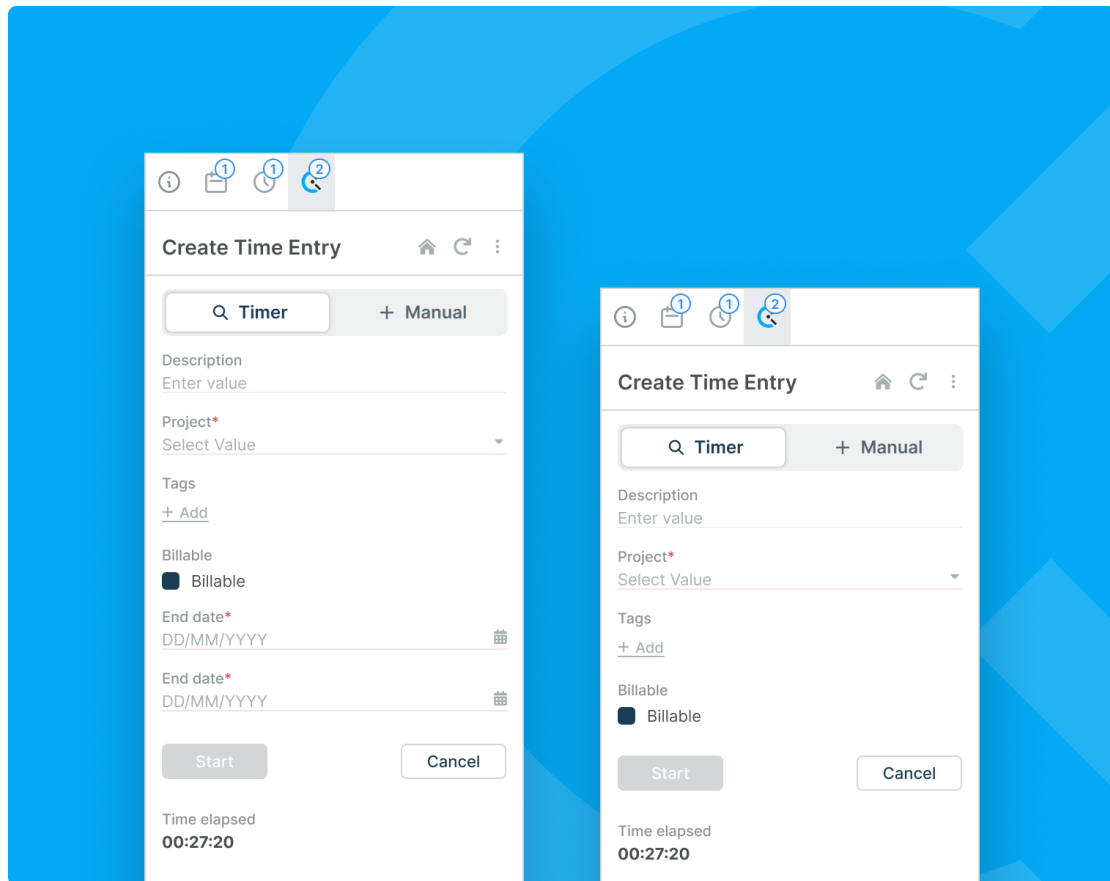 1 1 2
Create Time Entry
Timer + Manual
Description
Enter value
Project*
Select Value
Tags
+ Add
Billable
Billable
End date*
DD/MM/YYYY
End date*
DD/MM/YYYY
Start Cancel
Time elapsed
00:27:20
1 1 2
Create Time Entry
Timer + Manual
Description
Enter value
Project*
Select Value
Tags
+ Add
Billable
Billable
Start Cancel
Time elapsed
00:27:20